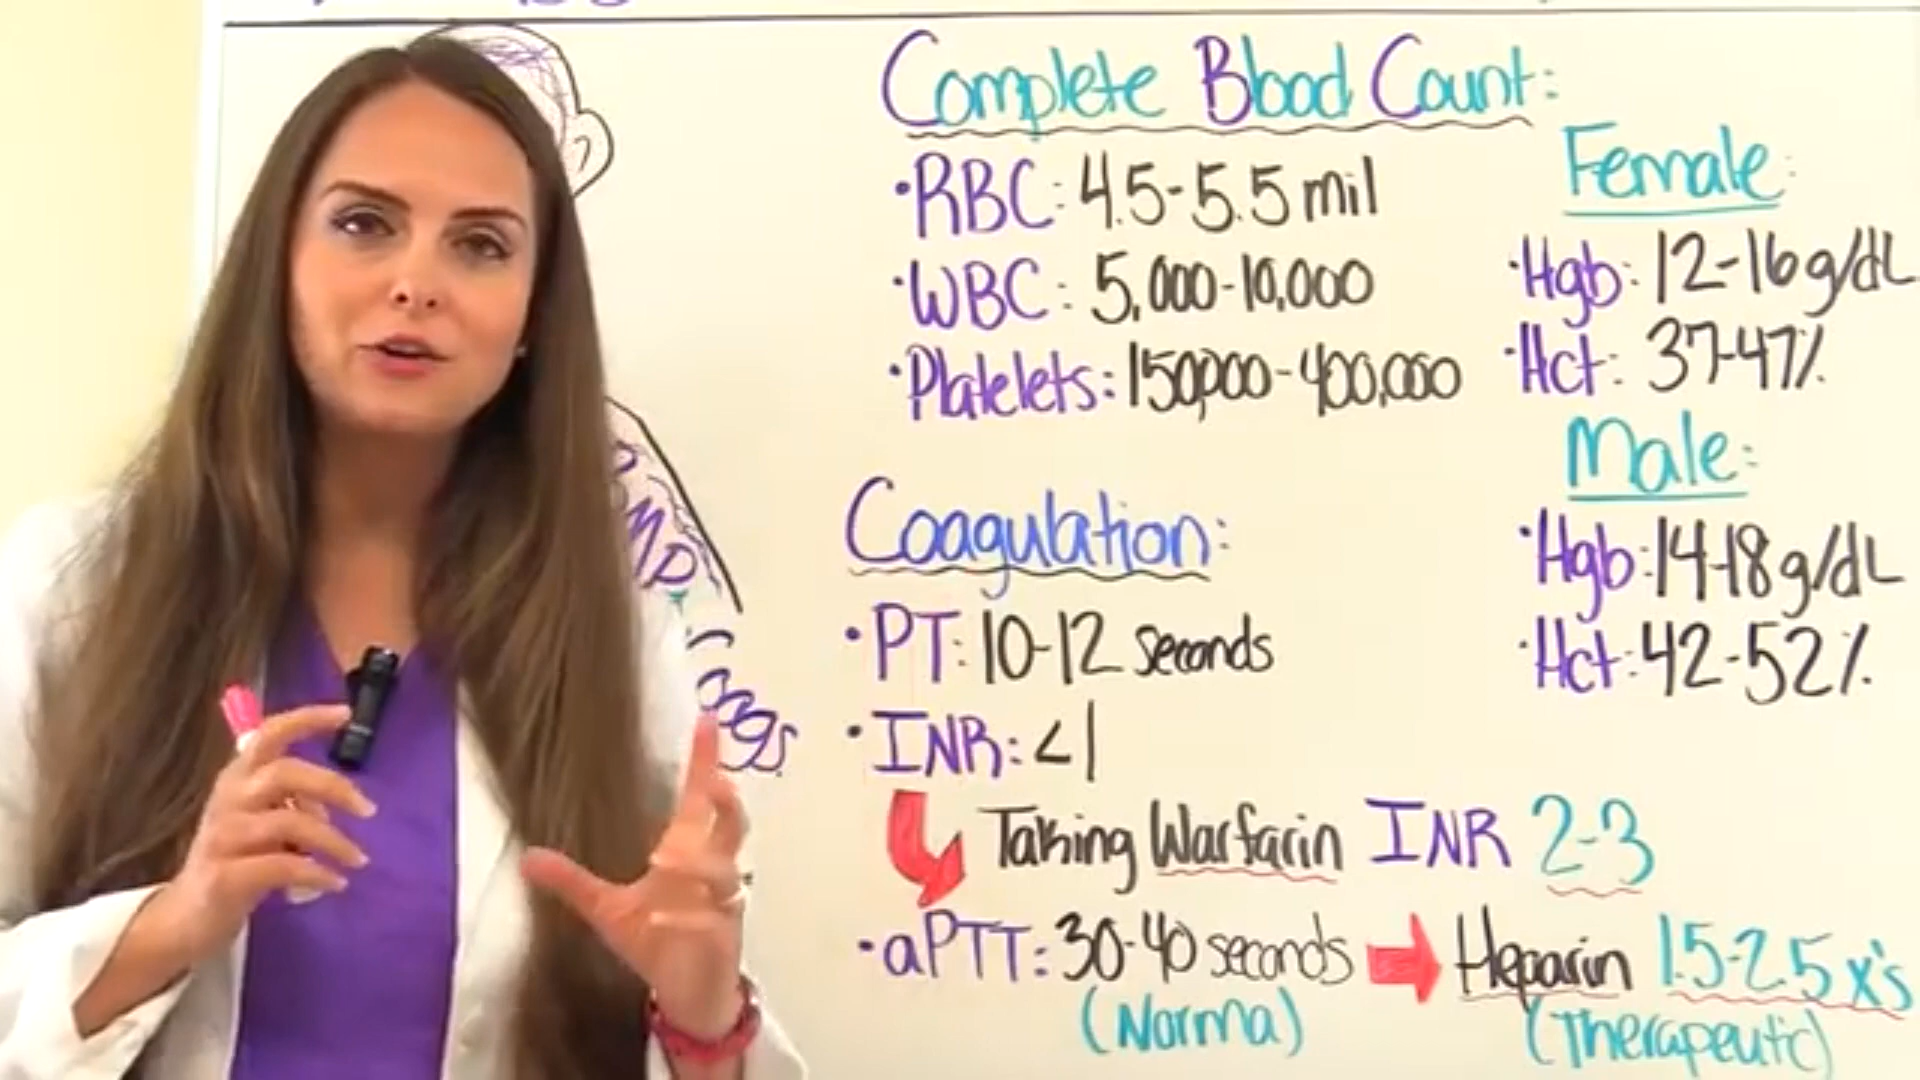 Complete Blood Count:
• RBC: 4.5-5.5 mil
• WBC: 5,000-10,000
• Platelets: 150,000-400,000
Female:
• Hgb: 12-16 g/dL
• Hct: 37-47%
Male:
• Hgb: 14-18 g/dL
• Hct: 42-52%
Coagulation:
• PT: 10-12 seconds
• INR: <1
Taking Warfarin INR 2-3
• aPTT: 30-40 seconds
(Norma)
Heparin 1.5-2.5 x's
(Therapeutic)